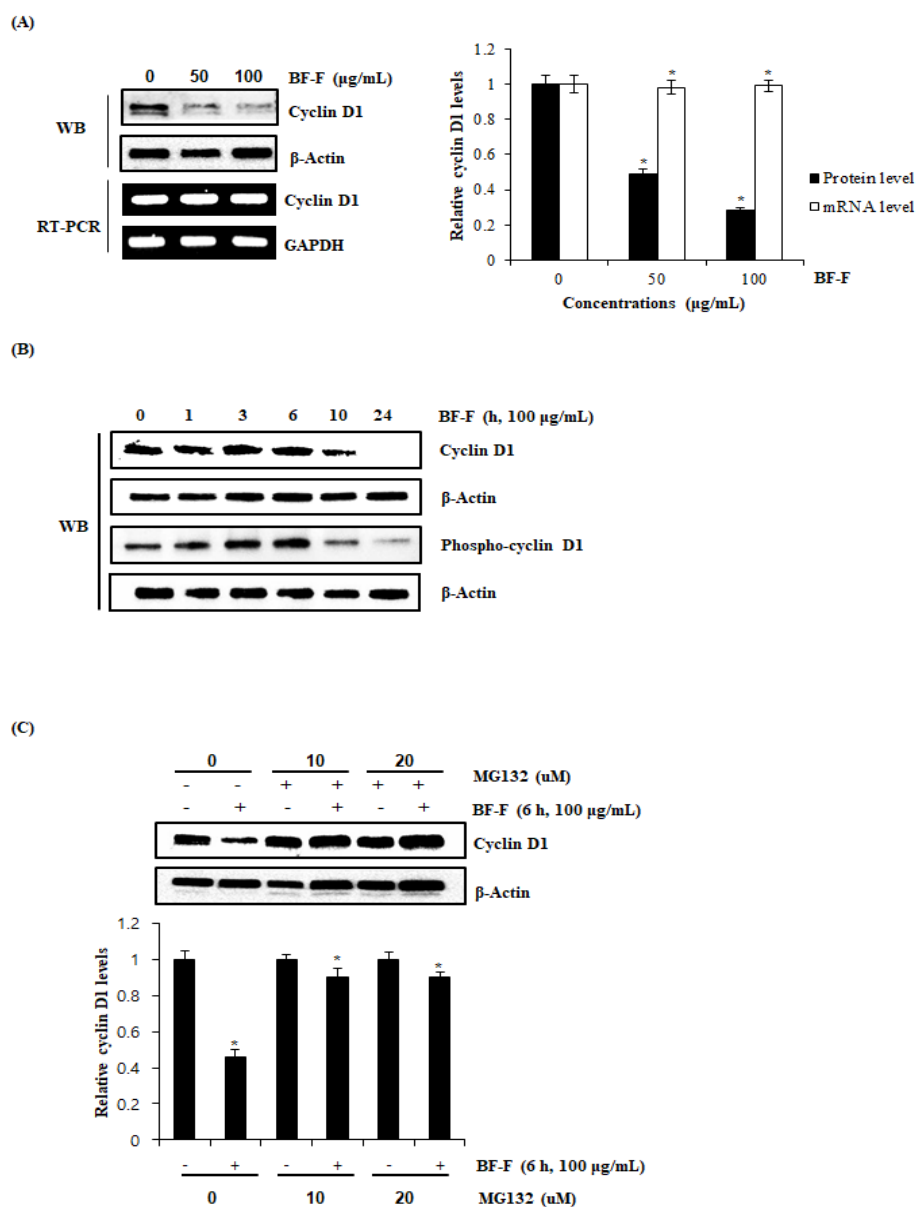 (A)
0 50 100 BF-F (µg/mL)
WB
Cyclin D1
β-Actin
RT-PCR
Cyclin D1
GAPDH
Relative cyclin D1 levels
1.2
1
0.8
0.6
0.4
0.2
0
* * * *
Protein level
mRNA level
0 50 100 BF-F
Concentrations (µg/mL)
(B)
0 1 3 6 10 24 BF-F (h, 100 µg/mL)
WB
Cyclin D1
β-Actin
Phospho-cyclin D1
β-Actin
(C)
0 10 20
MG132 (uM)
- - + + + +
- + - + - + BF-F (6 h, 100 µg/mL)
Cyclin D1
β-Actin
Relative cyclin D1 levels
1.2
1
0.8
0.6
0.4
0.2
0
* * *
- + - + - + BF-F (6 h, 100 µg/mL)
0 10 20 MG132 (uM)